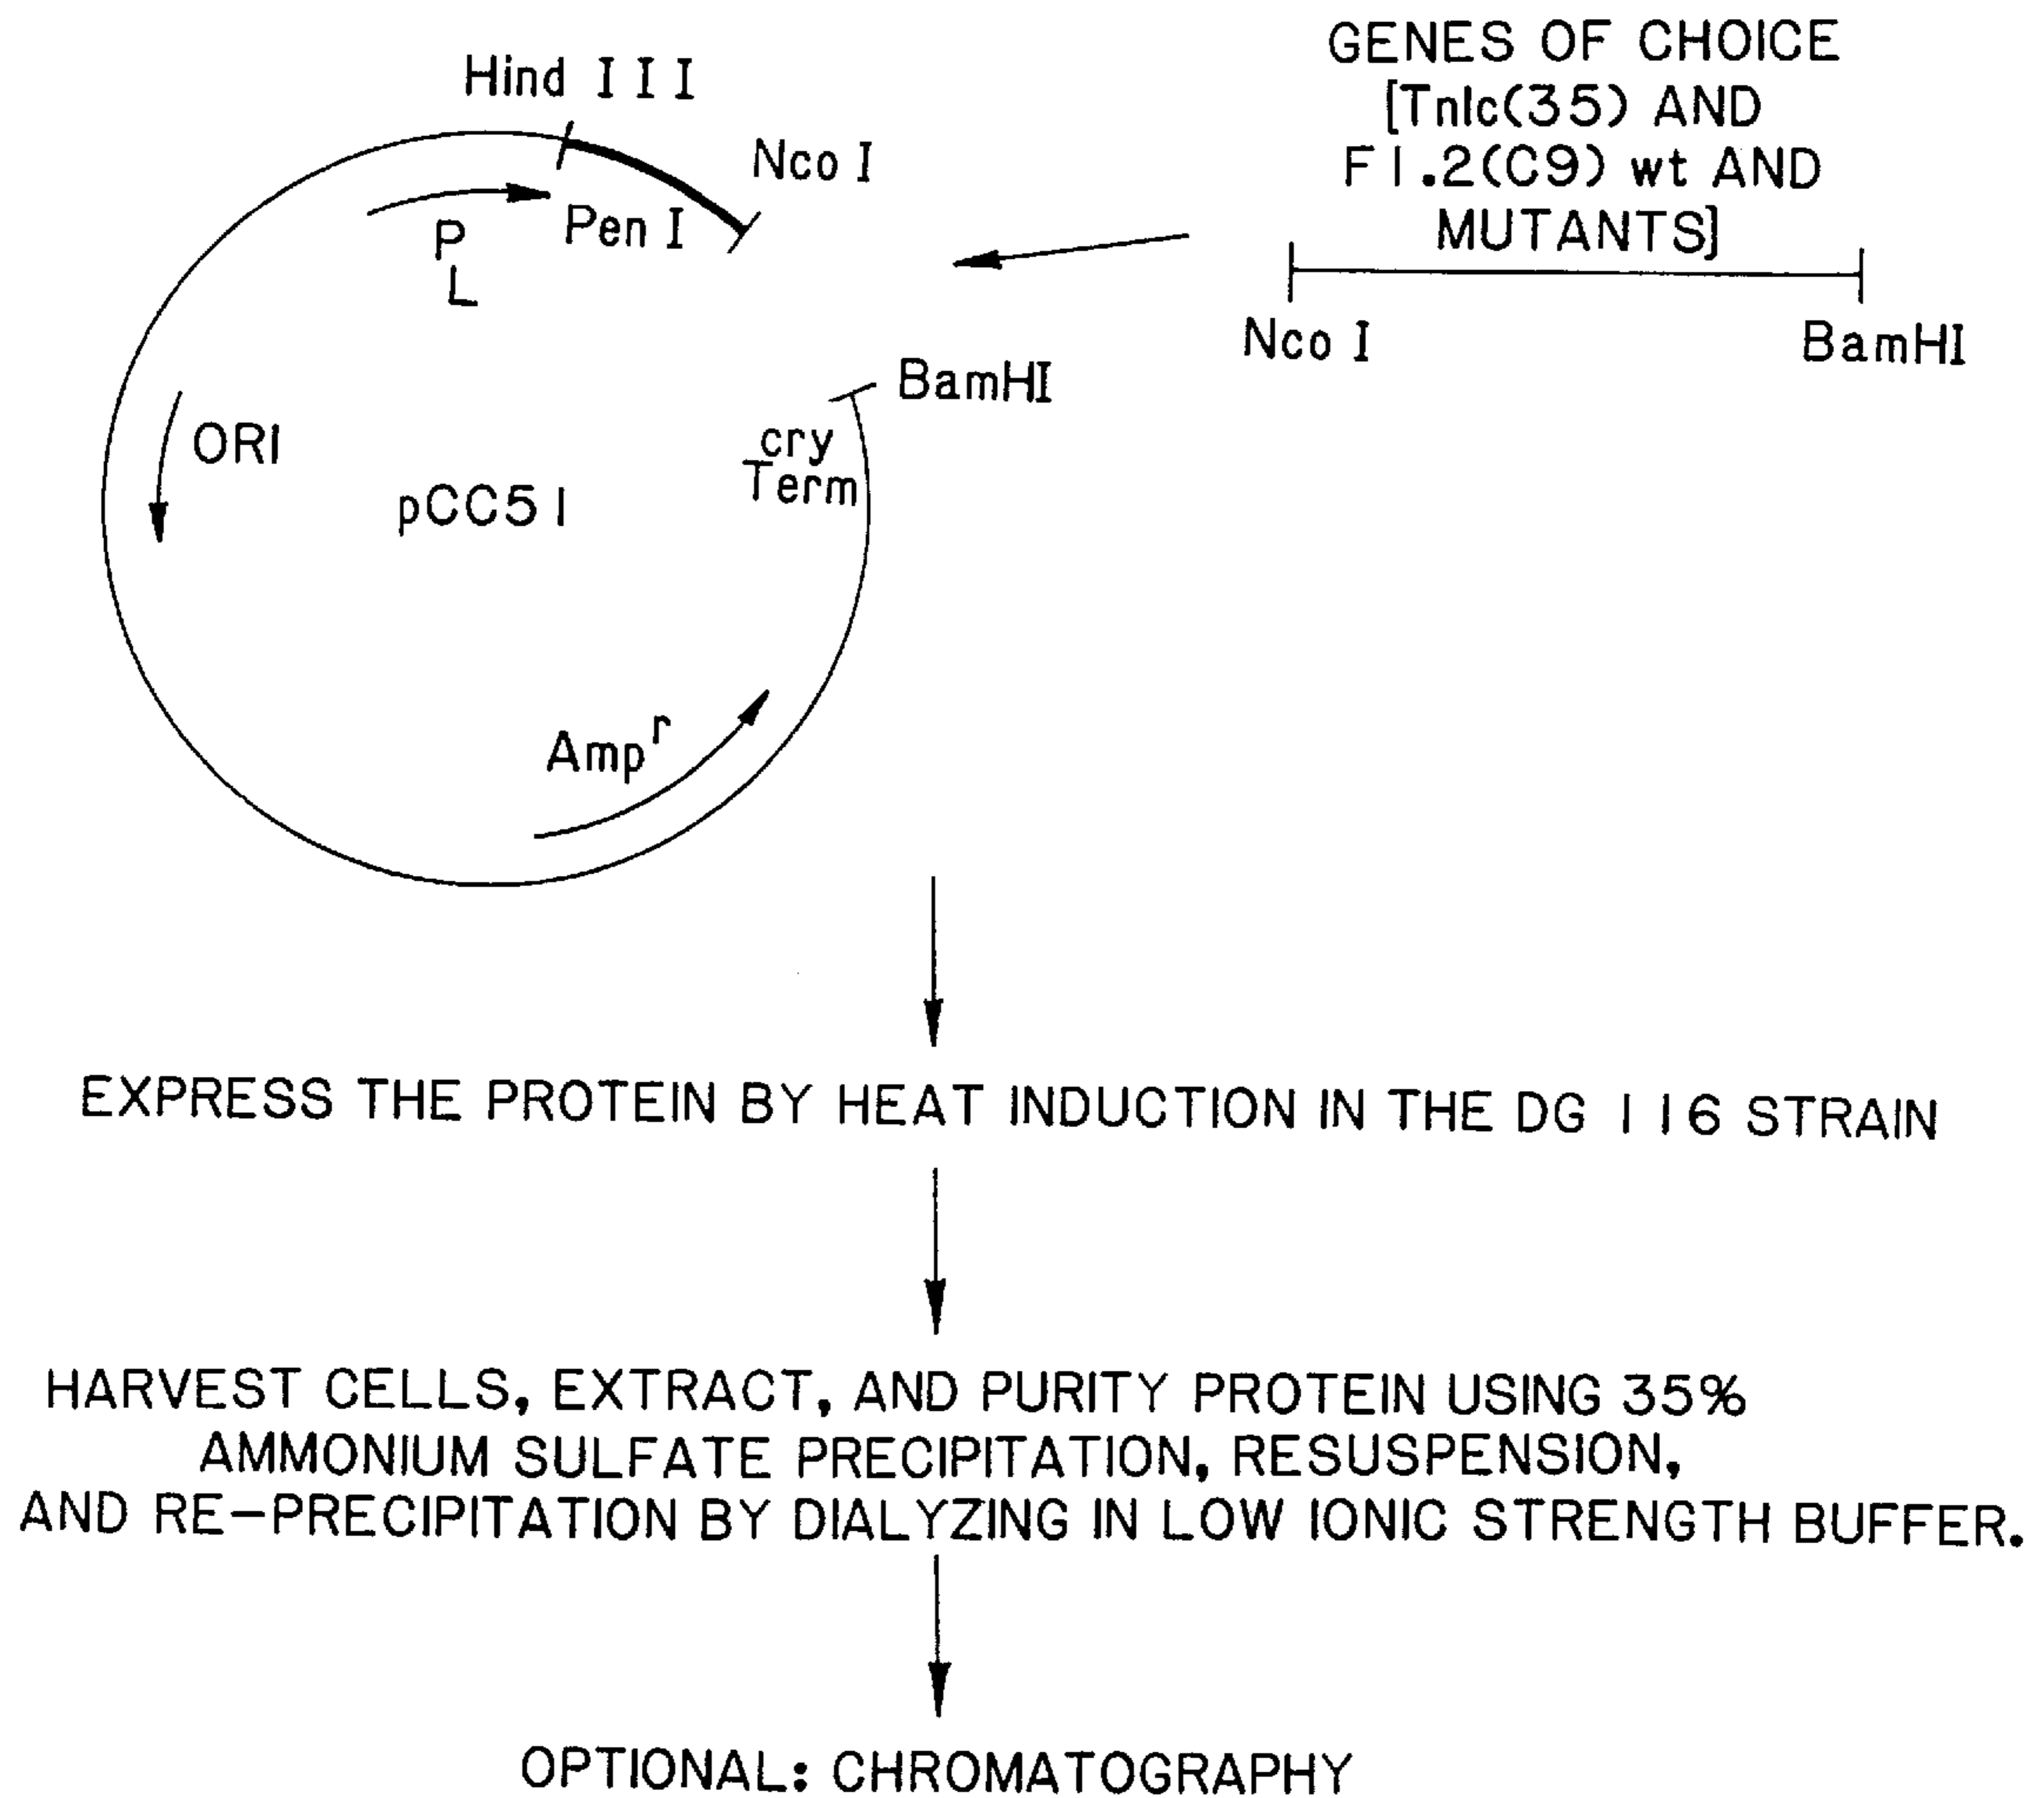 GENES OF CHOICE
[TnIc(35) AND
F1.2(C9) wt AND
MUTANTS]
Nco I
BamHI
Hind III
Nco I
Pen I
P
L
BamHI
cry
Term
ORI
pCC51
Amp r
EXPRESS THE PROTEIN BY HEAT INDUCTION IN THE DG 116 STRAIN
HARVEST CELLS, EXTRACT, AND PURITY PROTEIN USING 35%
AMMONIUM SULFATE PRECIPITATION, RESUSPENSION,
AND RE-PRECIPITATION BY DIALYZING IN LOW IONIC STRENGTH BUFFER.
OPTIONAL: CHROMATOGRAPHY